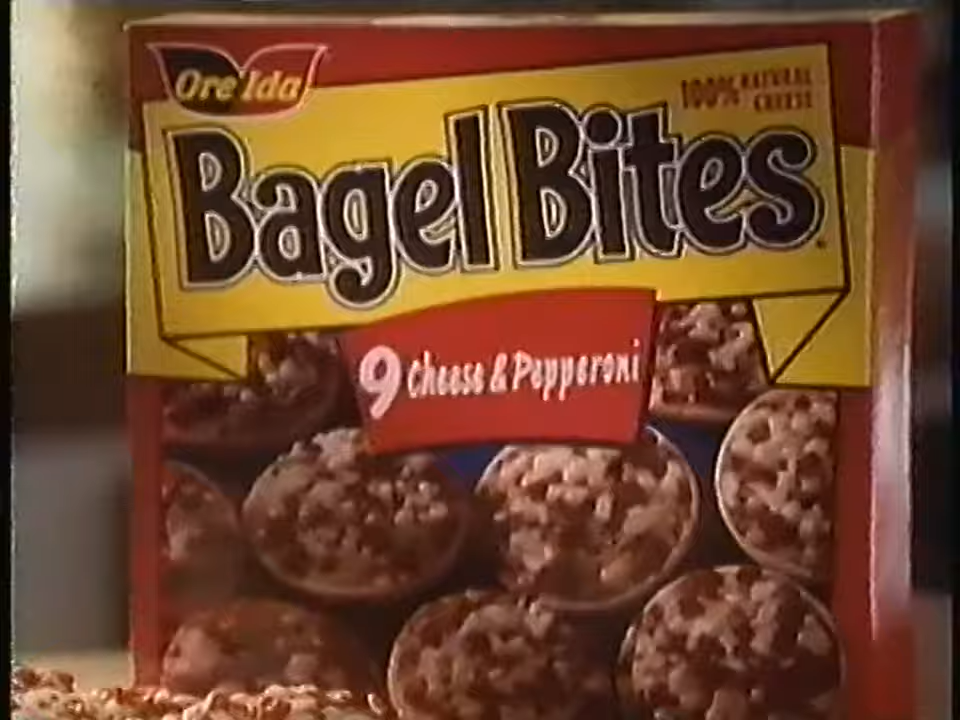 Ore Ida
100% NATURAL
CHEESE
Bagel Bites
9 Cheese & Pepperoni